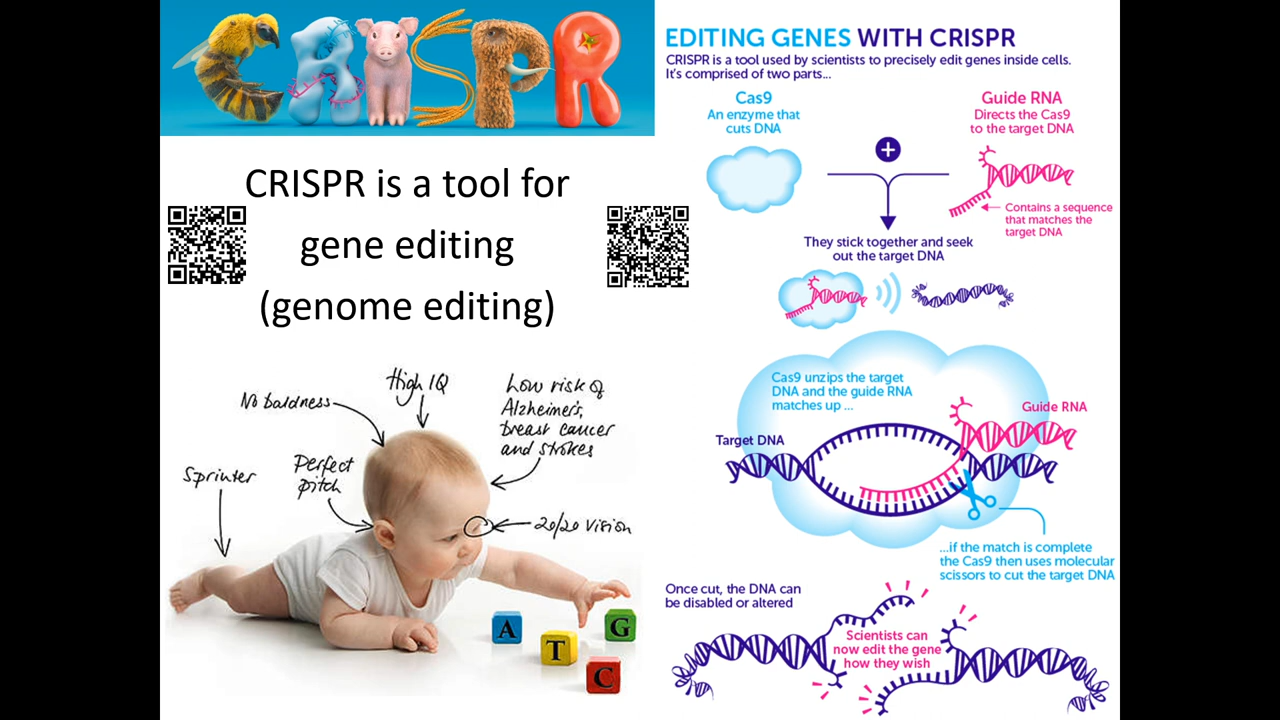 CRISPR
CRISPR is a tool for
gene editing
(genome editing)
No baldness
High IQ
Low risk of
Alzheimer's,
breast cancer
and strokes
Sprinter
Perfect
pitch
20/20 vision
A
T
G
C
EDITING GENES WITH CRISPR
CRISPR is a tool used by scientists to precisely edit genes inside cells.
It's comprised of two parts...
Cas9
An enzyme that
cuts DNA
Guide RNA
Directs the Cas9
to the target DNA
Contains a sequence
that matches the
target DNA
They stick together and seek
out the target DNA
Cas9 unzips the target
DNA and the guide RNA
matches up ...
Guide RNA
Target DNA
...if the match is complete
the Cas9 then uses molecular
scissors to cut the target DNA
Once cut, the DNA can
be disabled or altered
Scientists can
now edit the gene
how they wish